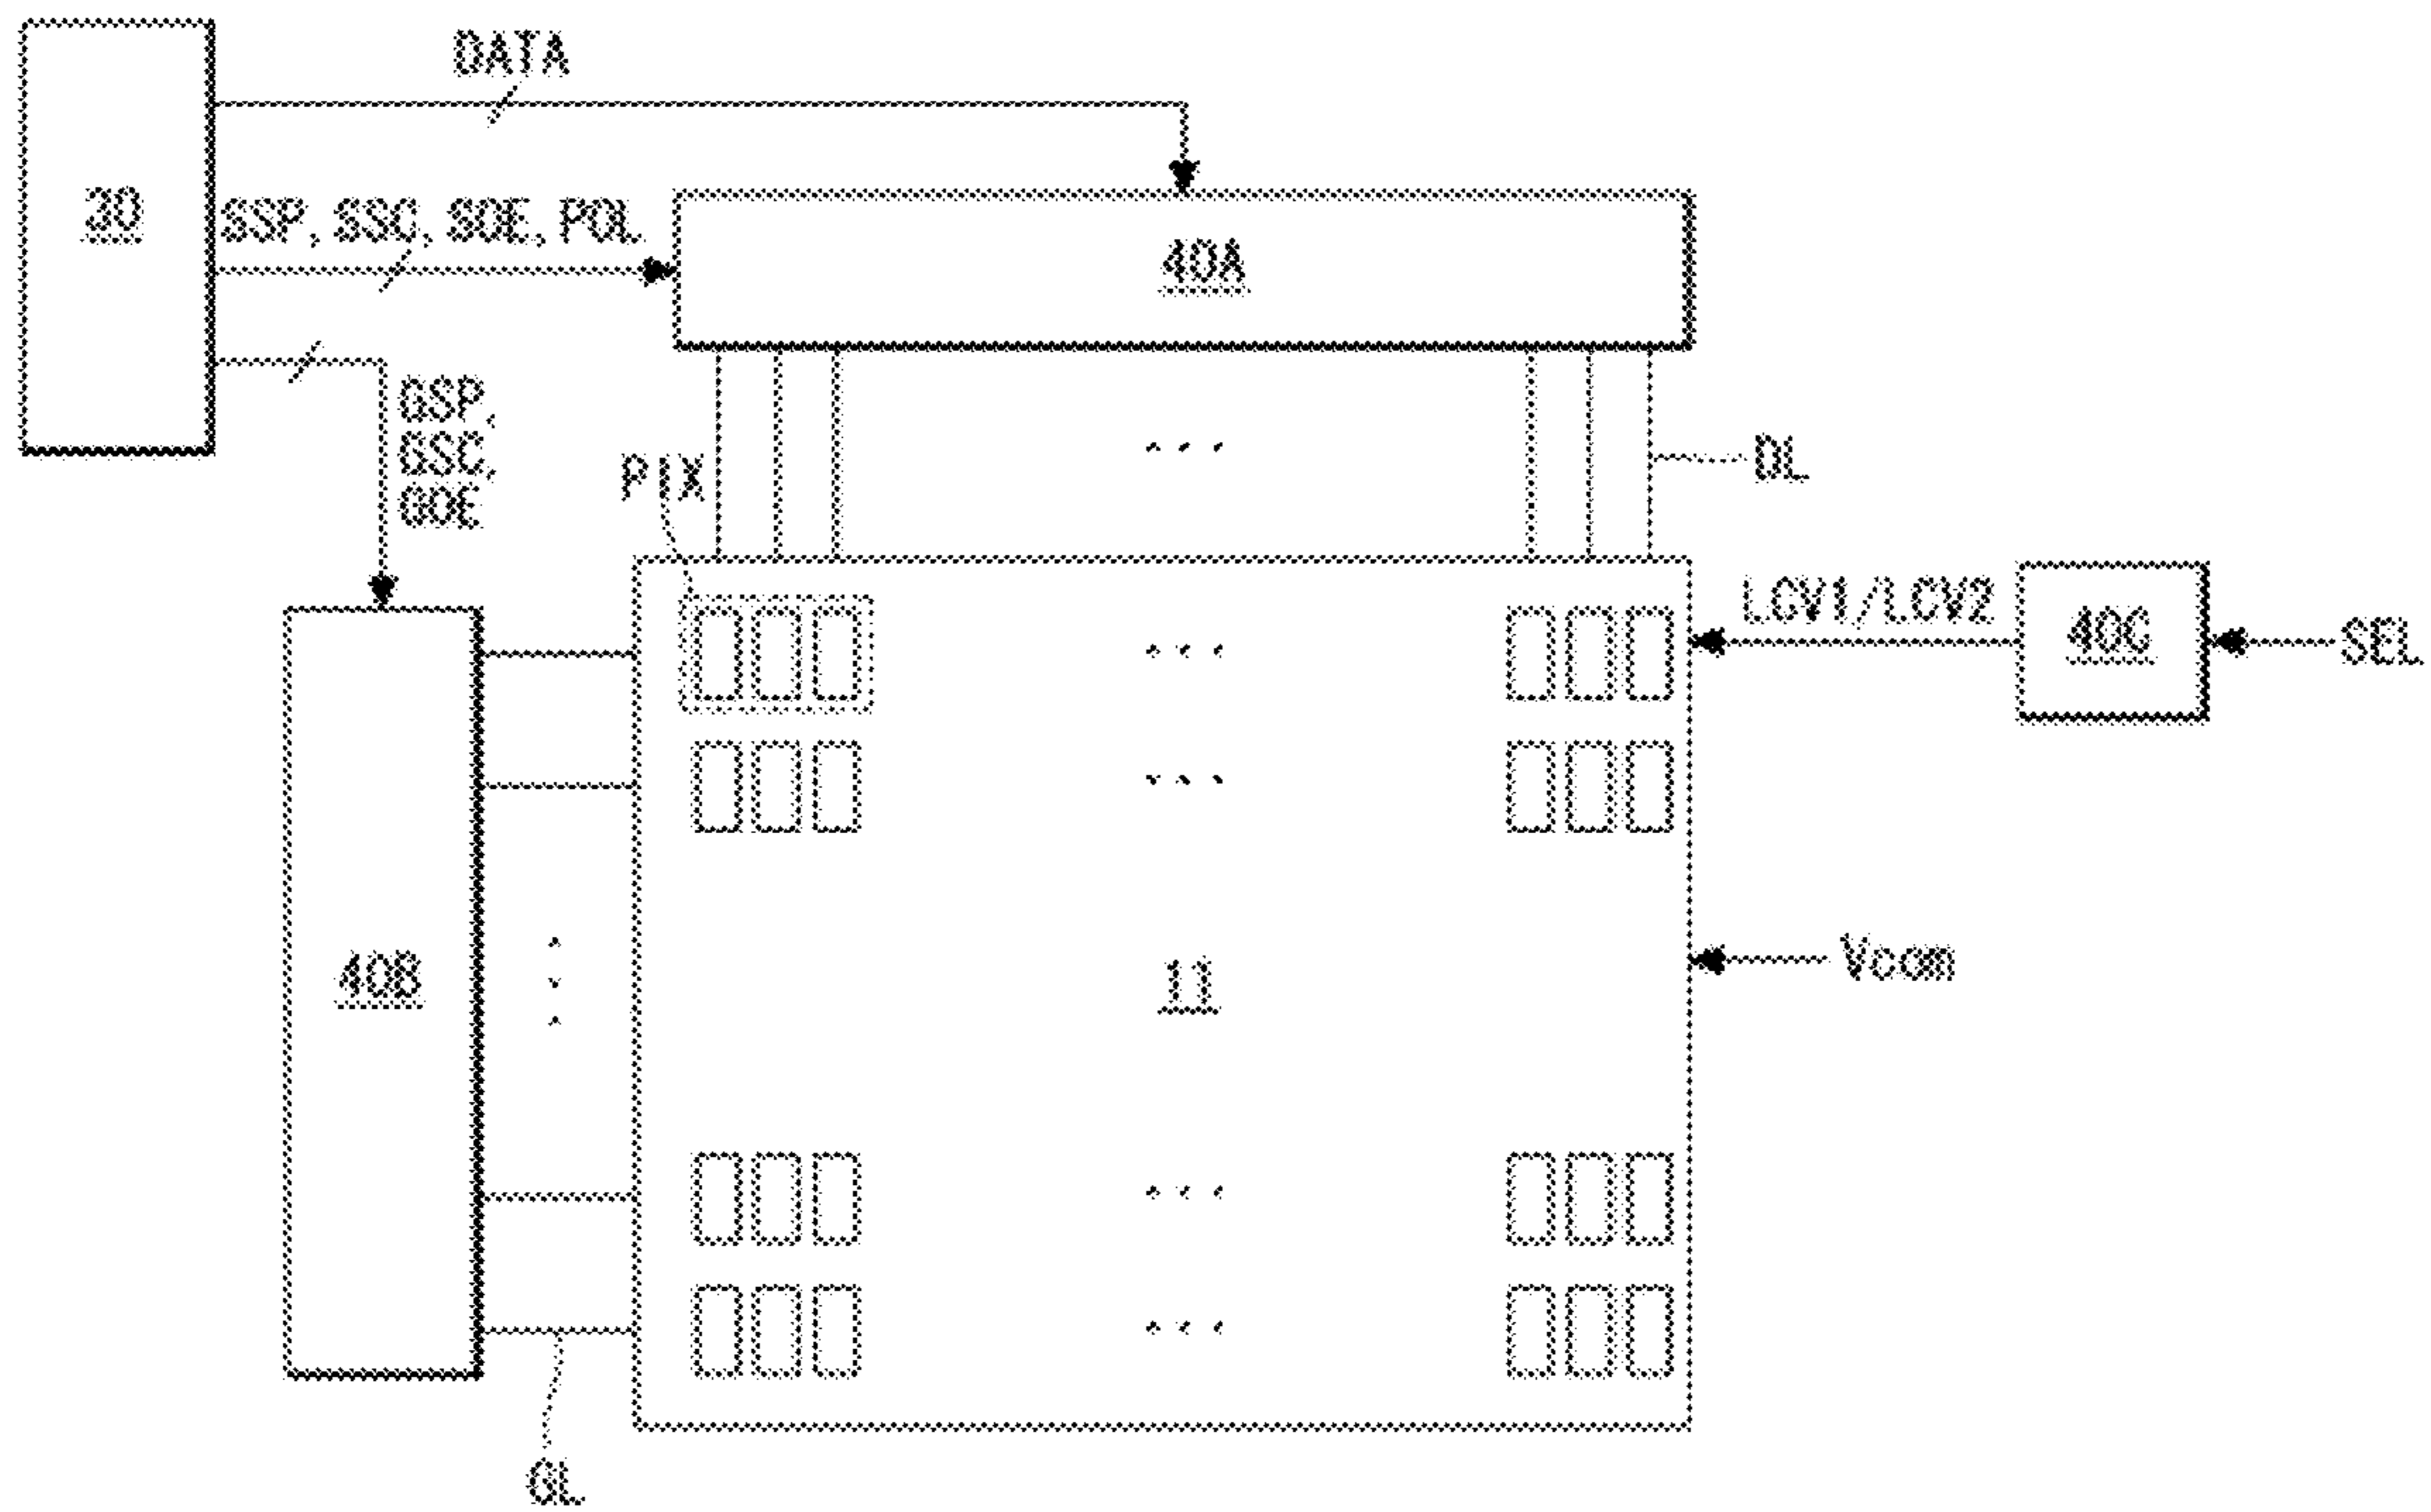 DATA
30
SSP, SSC, SOE, POL
40A
GSP,
GSC,
GOE
PIX
DL
LCV1/LCV2
40C
SEL
40B
11
Vcom
GL